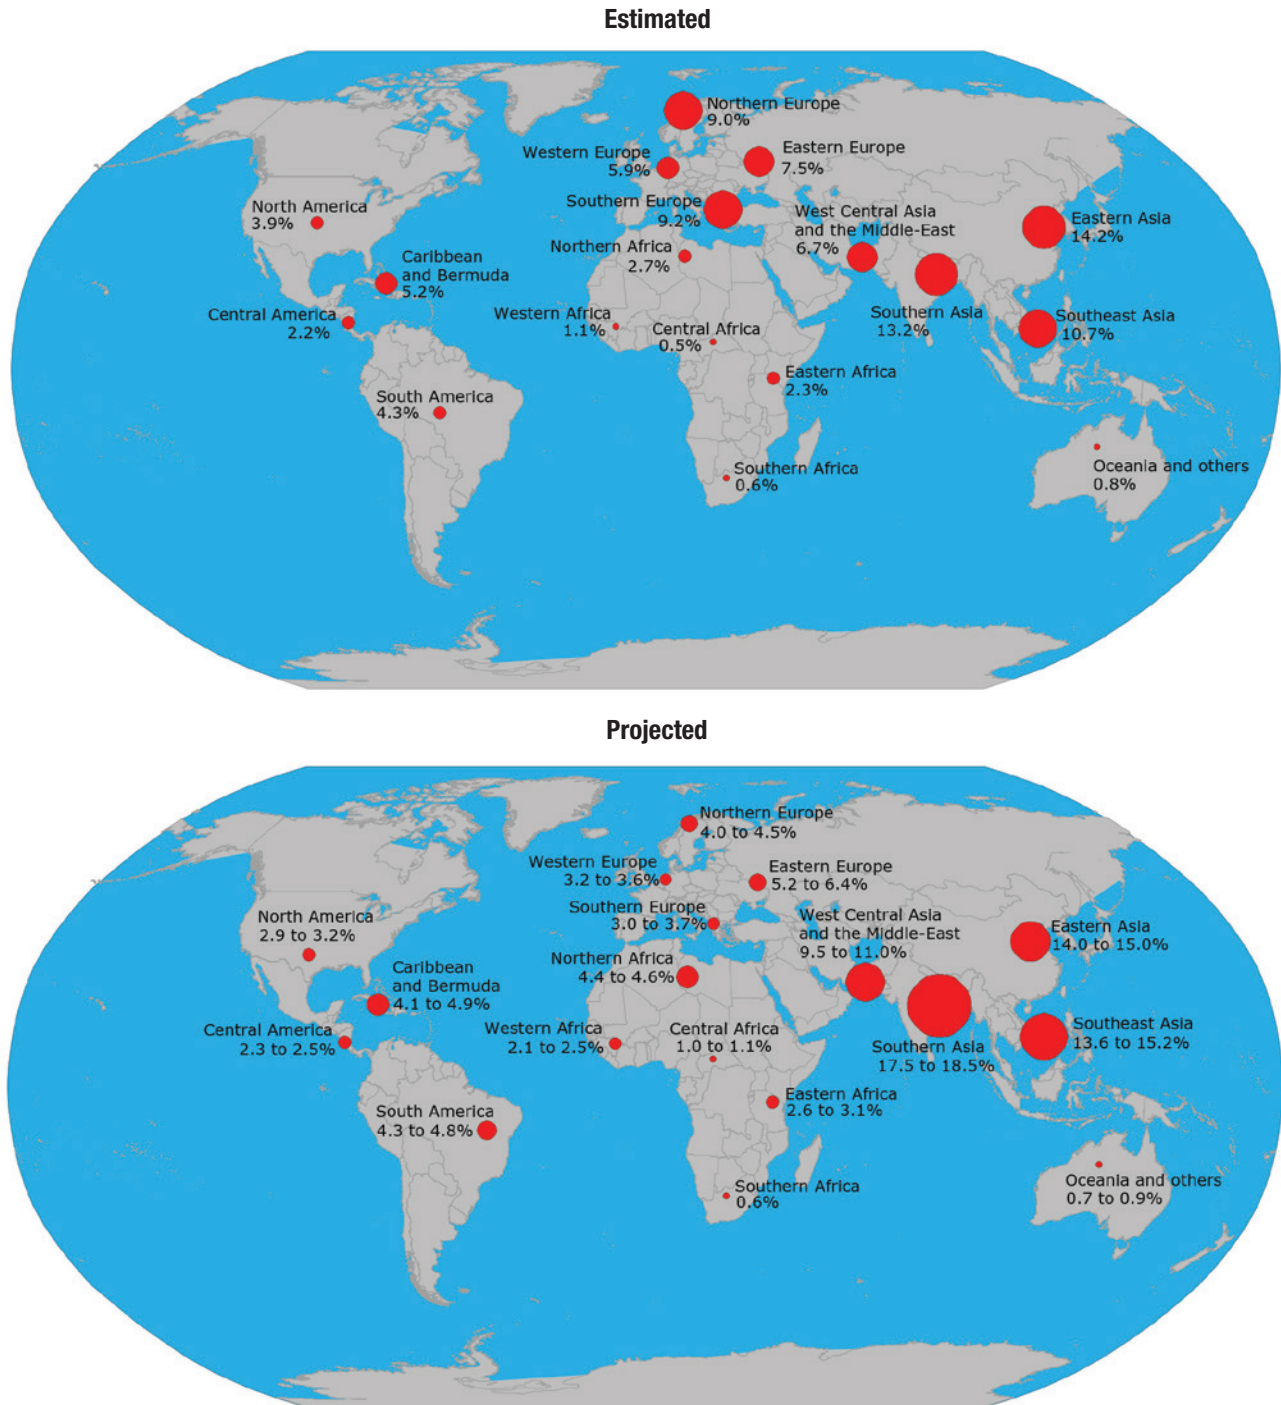 Estimated
Northern Europe
9.0%
Western Europe
5.9%
Eastern Europe
7.5%
Southern Europe
9.2%
North America
3.9%
West Central Asia
and the Middle-East
6.7%
Eastern Asia
14.2%
Northern Africa
2.7%
Caribbean
and Bermuda
5.2%
Central America
2.2%
Western Africa
1.1%
Central Africa
0.5%
Southern Asia
13.2%
Southeast Asia
10.7%
Eastern Africa
2.3%
South America
4.3%
Southern Africa
0.6%
Oceania and others
0.8%
Projected
Northern Europe
4.0 to 4.5%
Western Europe
3.2 to 3.6%
Eastern Europe
5.2 to 6.4%
Southern Europe
3.0 to 3.7%
North America
2.9 to 3.2%
West Central Asia
and the Middle-East
9.5 to 11.0%
Eastern Asia
14.0 to 15.0%
Northern Africa
4.4 to 4.6%
Caribbean
and Bermuda
4.1 to 4.9%
Central America
2.3 to 2.5%
Western Africa
2.1 to 2.5%
Central Africa
1.0 to 1.1%
Southern Asia
17.5 to 18.5%
Southeast Asia
13.6 to 15.2%
Eastern Africa
2.6 to 3.1%
South America
4.3 to 4.8%
Southern Africa
0.6%
Oceania and others
0.7 to 0.9%